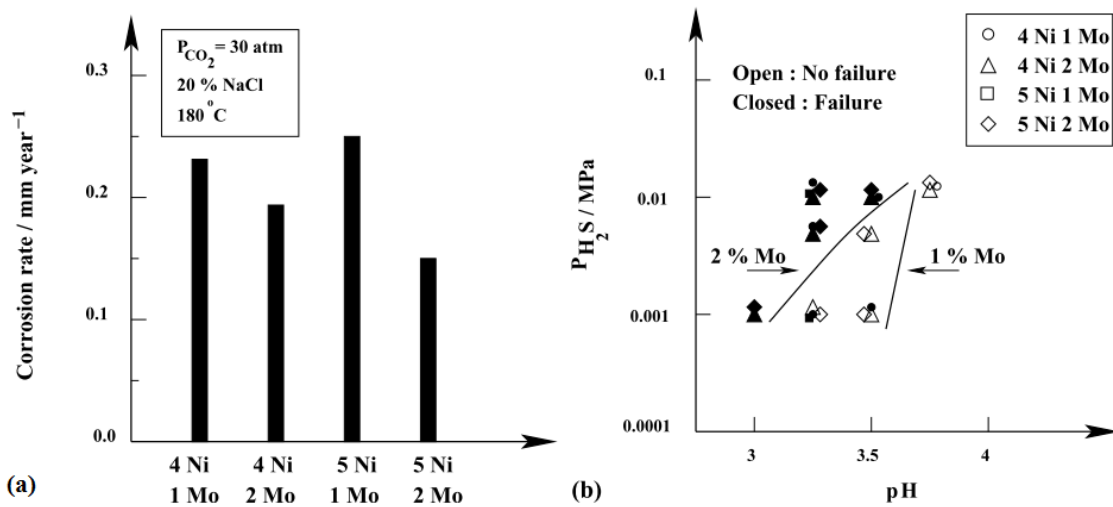 P_CO2 = 30 atm
20 % NaCl
180 °C
Corrosion rate / mm year⁻¹
0.3
0.2
0.1
0.0
4 Ni 4 Ni 5 Ni 5 Ni
1 Mo 2 Mo 1 Mo 2 Mo
(a)
4 Ni 1 Mo
4 Ni 2 Mo
5 Ni 1 Mo
5 Ni 2 Mo
Open : No failure
Closed : Failure
P_H2S / MPa
0.1
0.01
0.001
0.0001
2 % Mo
1 % Mo
3 3.5 4
pH
(b)